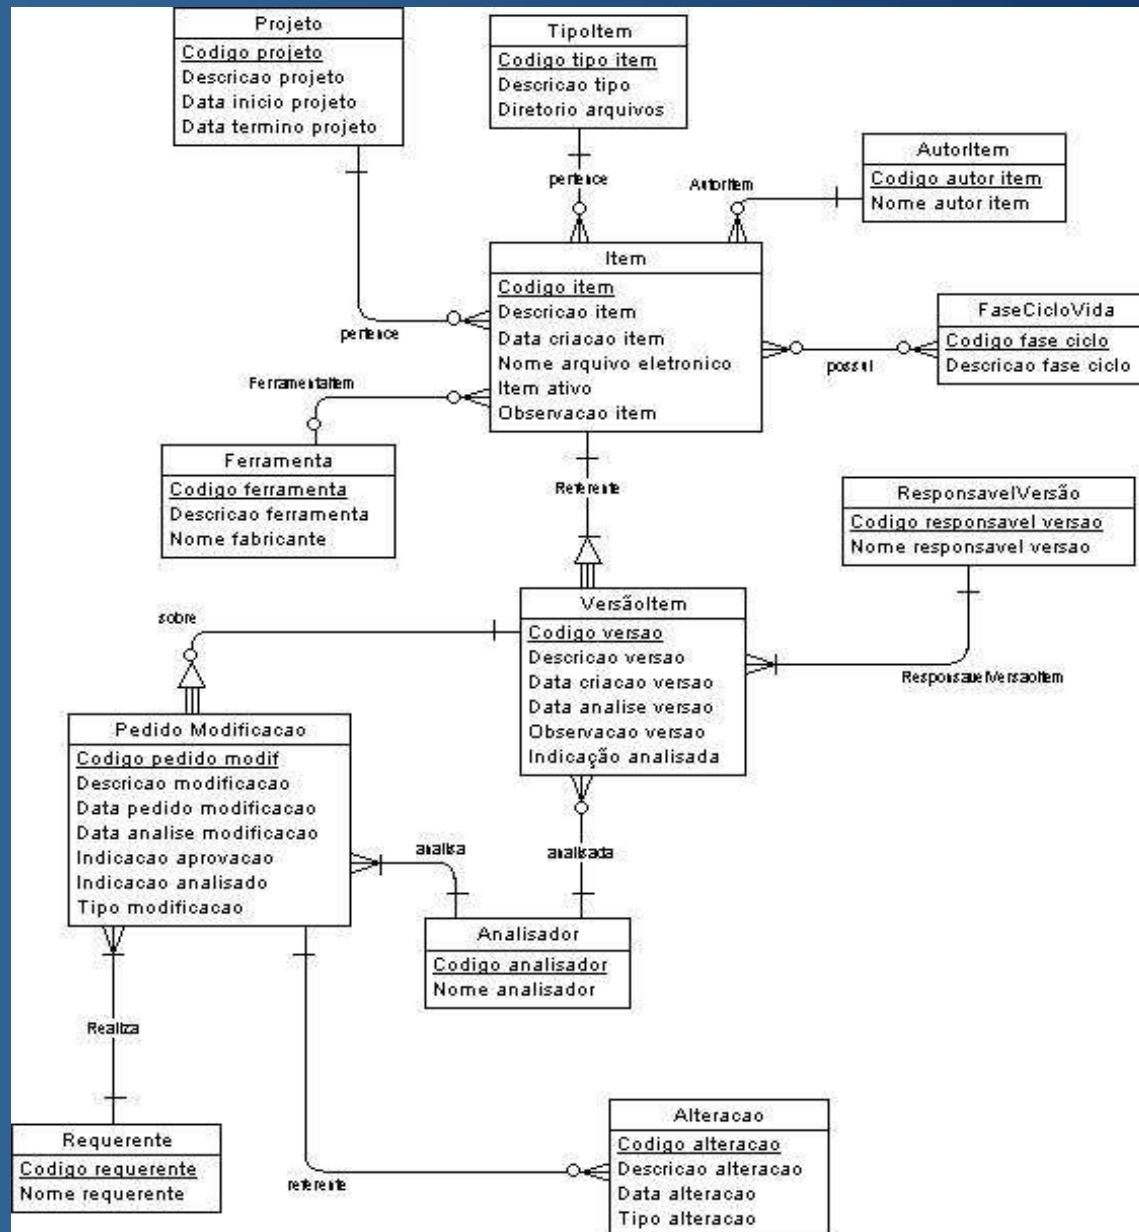 Projeto
Codigo projeto
Descricao projeto
Data inicio projeto
Data termino projeto
TipoItem
Codigo tipo item
Descricao tipo
Diretorio arquivos
AutorItem
Codigo autor item
Nome autor item
pertence
AutorItem
Item
Codigo item
Descricao item
Data criacao item
Nome arquivo eletronico
Item ativo
Observacao item
FaseCicloVida
Codigo fase ciclo
Descricao fase ciclo
pertence
possui
FerramentaItem
Ferramenta
Codigo ferramenta
Descricao ferramenta
Nome fabricante
Referente
ResponsavelVersão
Codigo responsavel versao
Nome responsavel versao
VersãoItem
Codigo versao
Descricao versao
Data criacao versao
Data analise versao
Observacao versao
Indicação analisada
sobre
ResponsavelVersaoItem
Pedido Modificacao
Codigo pedido modif
Descricao modificacao
Data pedido modificacao
Data analise modificacao
Indicacao aprovacao
Indicacao analisado
Tipo modificacao
analisa
analisada
Analisador
Codigo analisador
Nome analisador
Realiza
Requerente
Codigo requerente
Nome requerente
referente
Alteracao
Codigo alteracao
Descricao alteracao
Data alteracao
Tipo alteracao